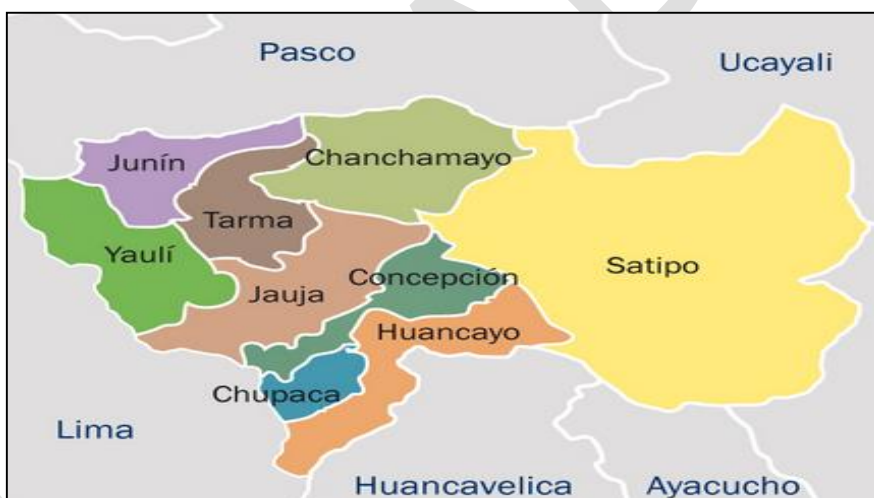 Pasco
Ucayali
Junín
Chanchamayo
Tarma
Yaulí
Satipo
Concepción
Jauja
Huancayo
Chupaca
Lima
Huancavelica
Ayacucho